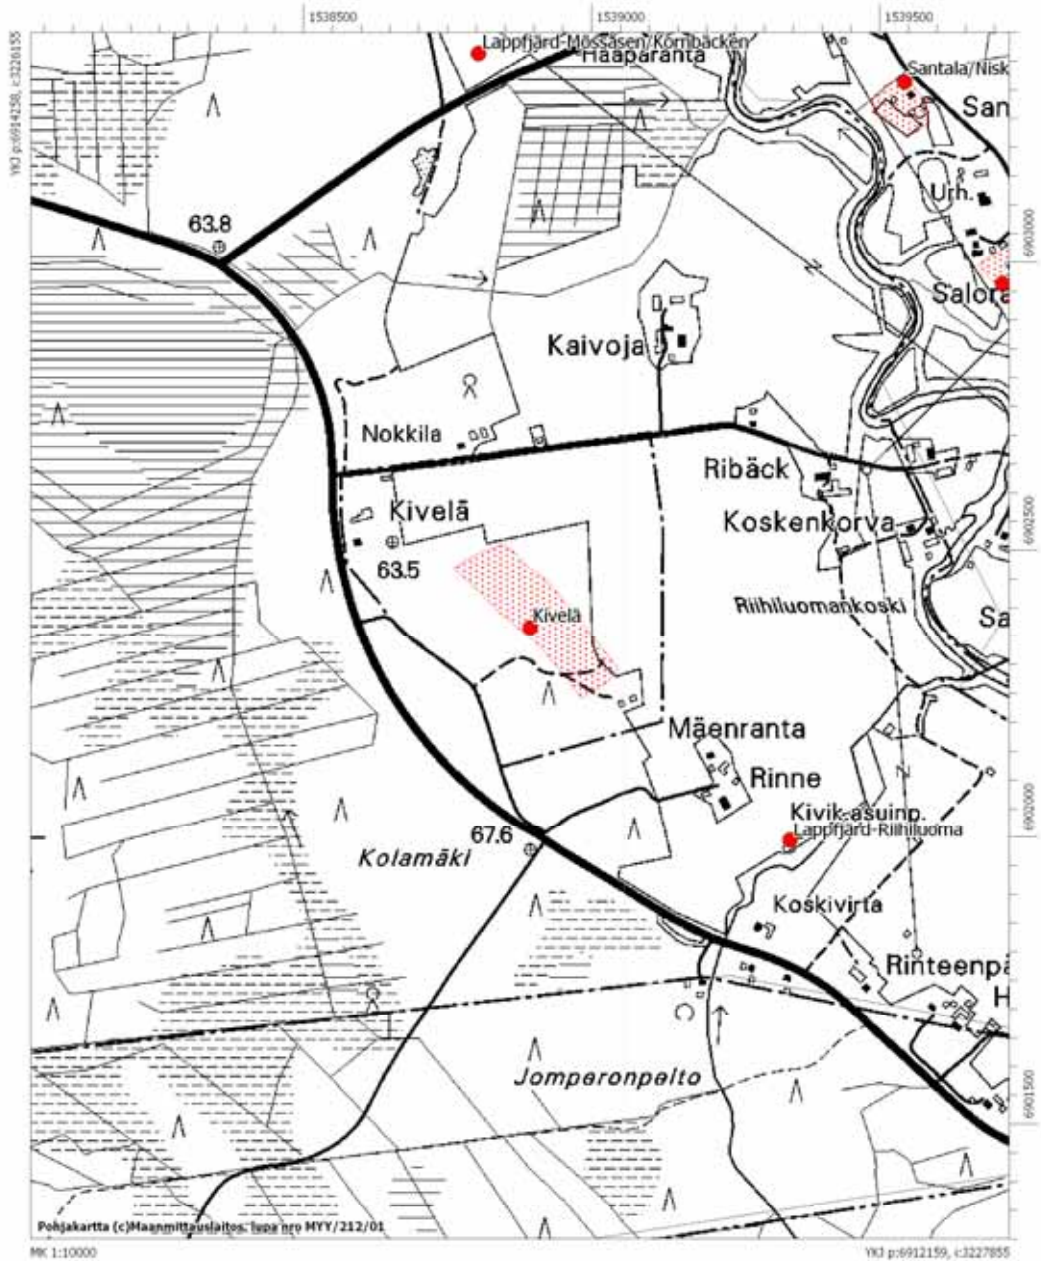 1538500
1539000
1539500
YKJ p:6914258, i:3226155
Lappfjärd-Mössåsen/Körnbäcken
Haaparanta
Santala/Nisk
San
Urh.
63.8
6903000
Salora
Kaivoja
Nokkila
Ribäck
Kivelä
6902500
Koskenkorva
63.5
Riihiluomankoski
Kivelä
Sa
Mäenranta
Rinne
Kivik.asuinp.
Lappfjärd-Riihiluoma
6902000
67.6
Kolamäki
Koskivirta
Rinteenpä
H
Jomperonpelto
6901500
Pohjakartta (c)Maanmittauslaitos, lupa nro MYY/212/01
MK 1:10000
YKJ p:6912159, i:3227855